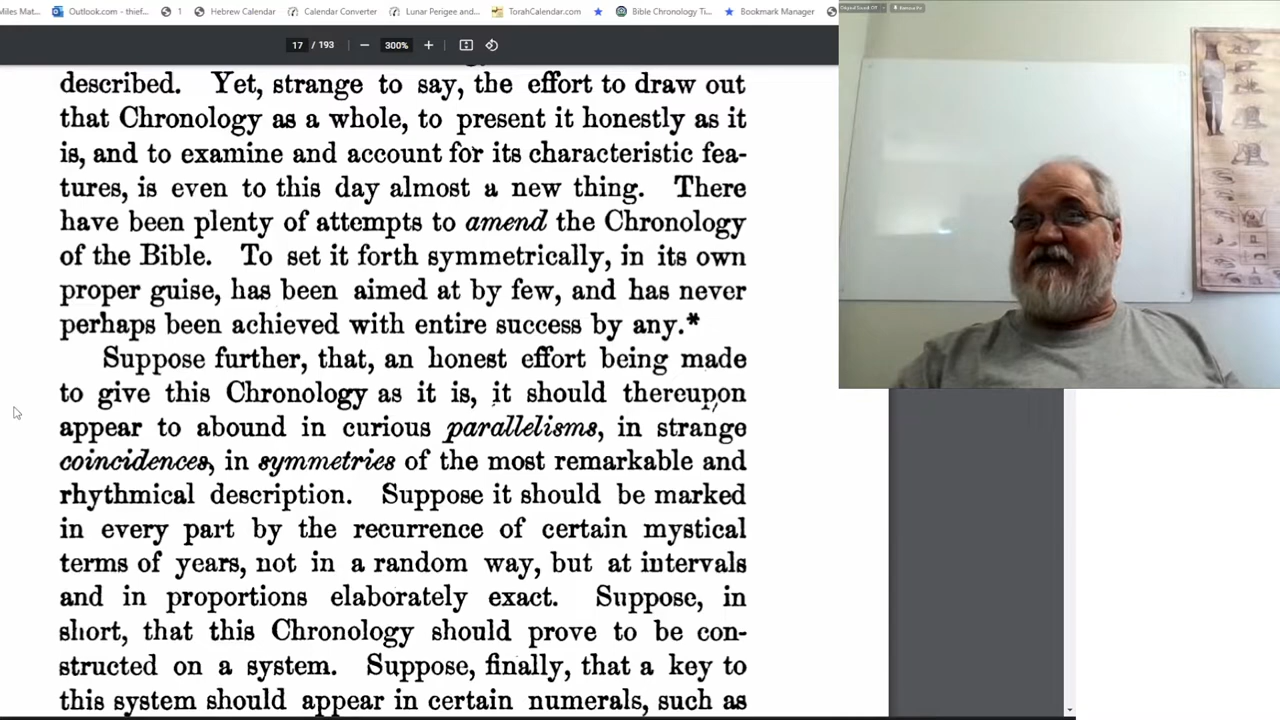 Miles Mat...
Outlook.com - thief...
1
Hebrew Calendar
Calendar Converter
Lunar Perigee and...
TorahCalendar.com
Bible Chronology Ti...
Bookmark Manager
17 / 193
300%
described. Yet, strange to say, the effort to draw out
that Chronology as a whole, to present it honestly as it
is, and to examine and account for its characteristic fea-
tures, is even to this day almost a new thing. There
have been plenty of attempts to amend the Chronology
of the Bible. To set it forth symmetrically, in its own
proper guise, has been aimed at by few, and has never
perhaps been achieved with entire success by any.*
Suppose further, that, an honest effort being made
to give this Chronology as it is, it should thereupon
appear to abound in curious parallelisms, in strange
coincidences, in symmetries of the most remarkable and
rhythmical description. Suppose it should be marked
in every part by the recurrence of certain mystical
terms of years, not in a random way, but at intervals
and in proportions elaborately exact. Suppose, in
short, that this Chronology should prove to be con-
structed on a system. Suppose, finally, that a key to
this system should appear in certain numerals, such as